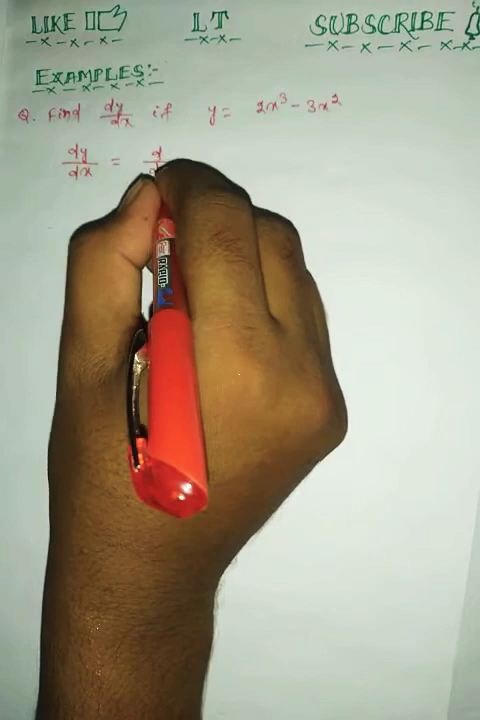 LIKE LT SUBSCRIBE
EXAMPLES:-
Q. Find dy/dx if y = 2x³ - 3x²
dy/dx = d